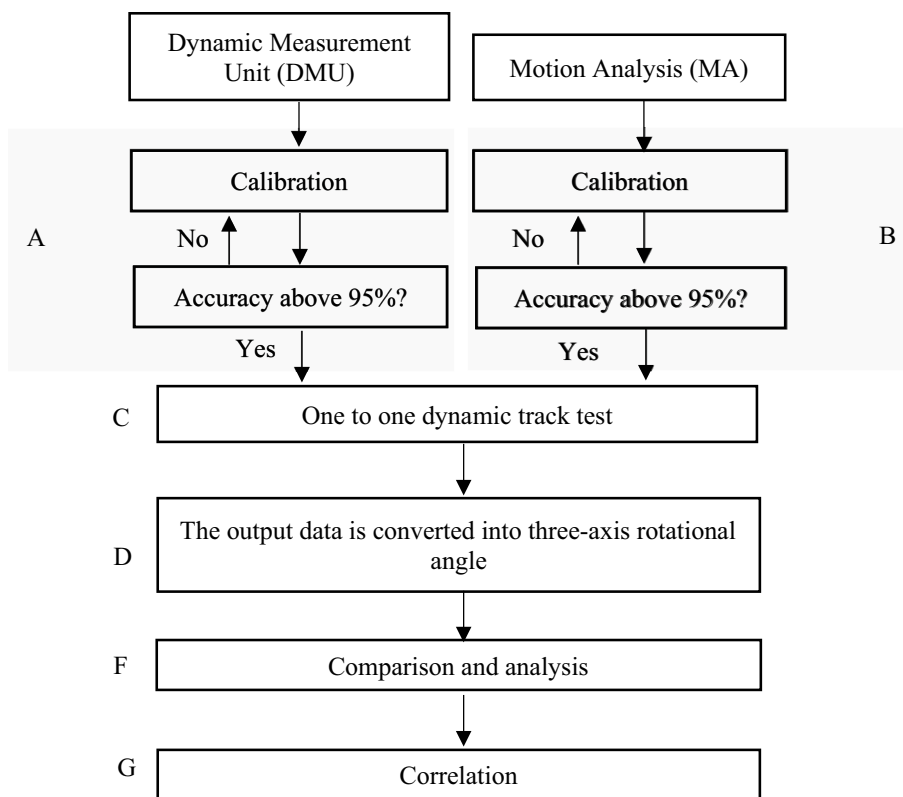 Dynamic Measurement
Unit (DMU)
Motion Analysis (MA)
Calibration
Calibration
A
No
No
B
Accuracy above 95%?
Accuracy above 95%?
Yes
Yes
C
One to one dynamic track test
The output data is converted into three-axis rotational
angle
D
F
Comparison and analysis
G
Correlation